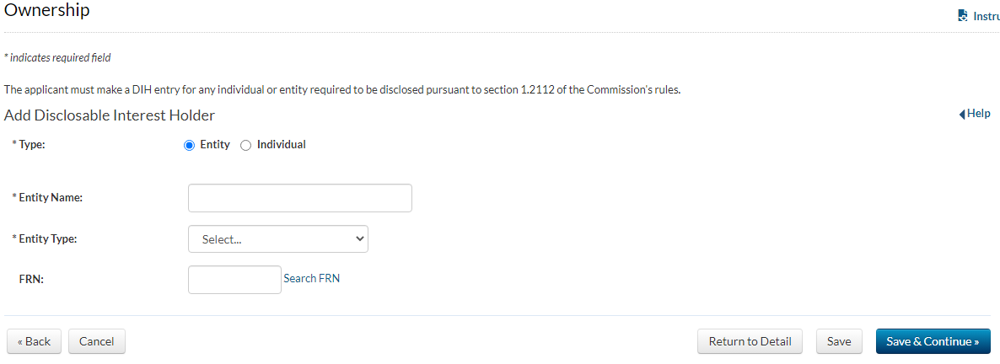 Ownership
Instru
* indicates required field
The applicant must make a DIH entry for any individual or entity required to be disclosed pursuant to section 1.2112 of the Commission's rules.
Add Disclosable Interest Holder
Help
* Type: Entity Individual
* Entity Name:
* Entity Type: Select...
FRN: Search FRN
« Back Cancel Return to Detail Save Save & Continue »